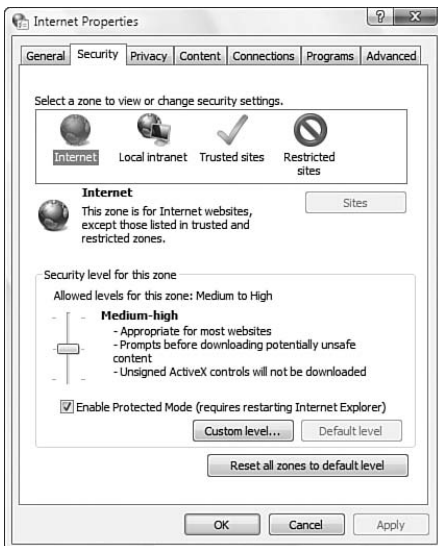 Internet Properties
General Security Privacy Content Connections Programs Advanced
Select a zone to view or change security settings.
Internet Local intranet Trusted sites Restricted
sites
Internet
Sites
This zone is for Internet websites,
except those listed in trusted and
restricted zones.
Security level for this zone
Allowed levels for this zone: Medium to High
Medium-high
- Appropriate for most websites
- Prompts before downloading potentially unsafe
content
- Unsigned ActiveX controls will not be downloaded
Enable Protected Mode (requires restarting Internet Explorer)
Custom level... Default level
Reset all zones to default level
OK Cancel Apply